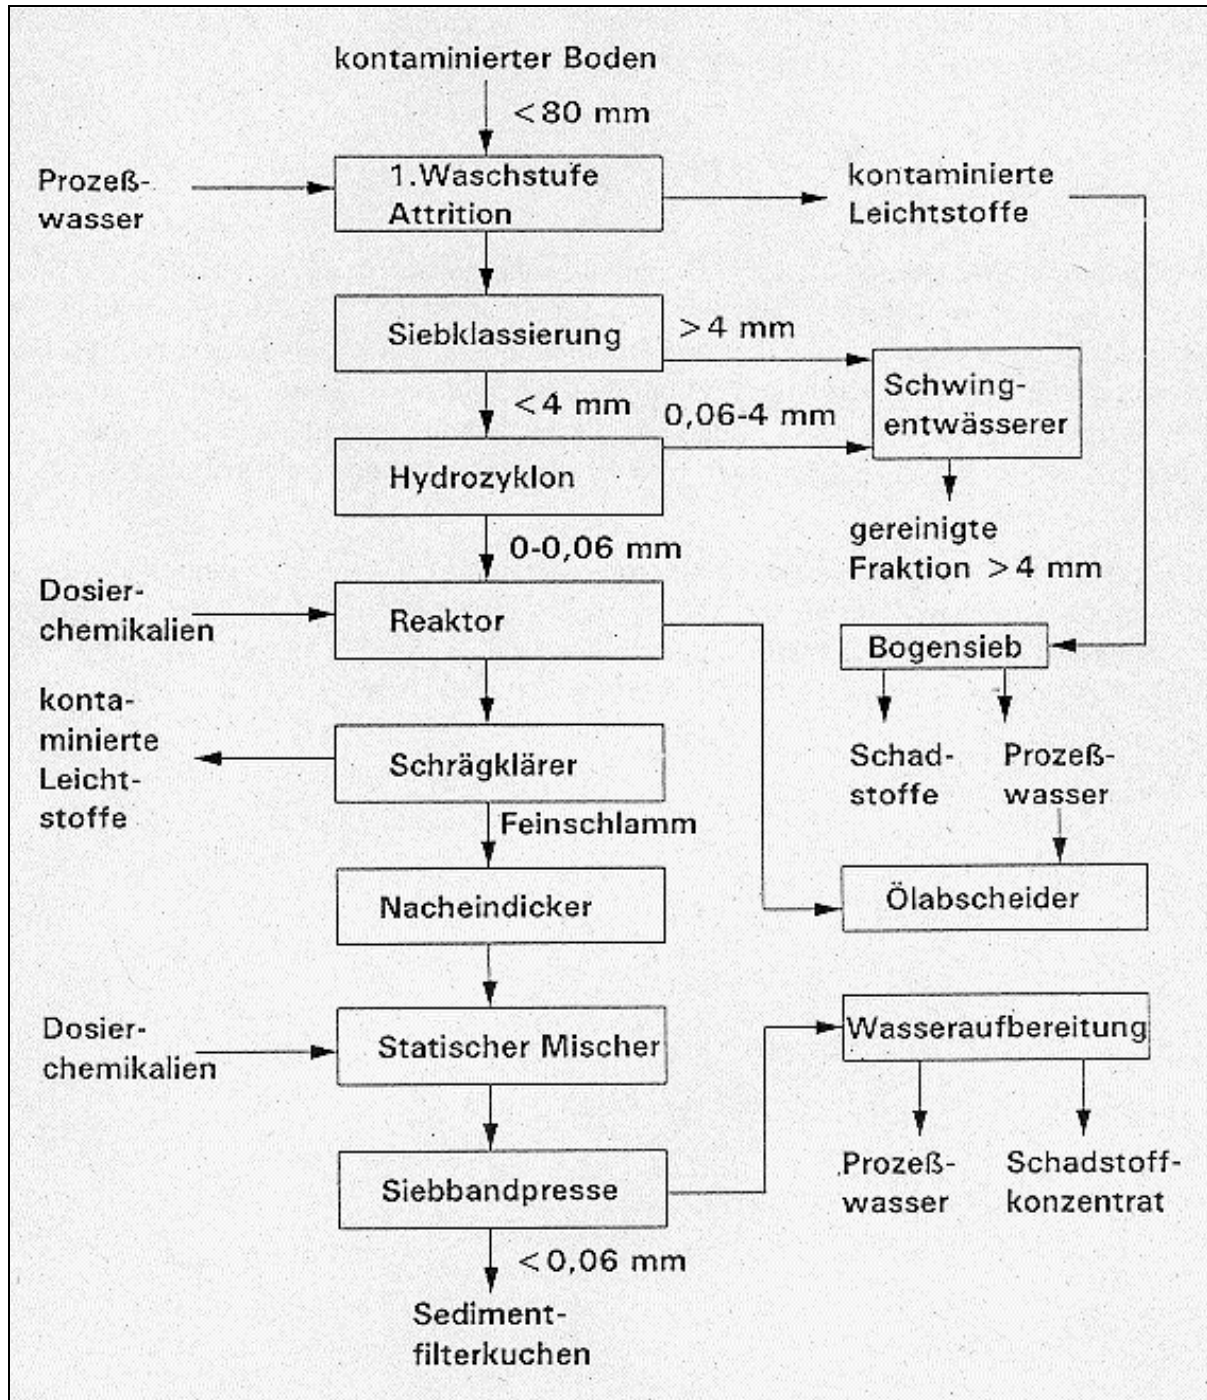 kontaminierter Boden
<80 mm
Prozeß-
wasser
1.Waschstufe
Attrition
kontaminierte
Leichtstoffe
Siebklassierung
>4 mm
Schwing-
entwässerer
<4 mm
0,06-4 mm
Hydrozyklon
gereinigte
Fraktion >4 mm
0-0,06 mm
Dosier-
chemikalien
Reaktor
Bogensieb
konta-
minierte
Leicht-
stoffe
Schrägklärer
Schad-
stoffe
Prozeß-
wasser
Feinschlamm
Nacheindicker
Ölabscheider
Dosier-
chemikalien
Statischer Mischer
Wasseraufbereitung
Siebbandpresse
Prozeß-
wasser
Schadstoff-
konzentrat
<0,06 mm
Sediment-
filterkuchen